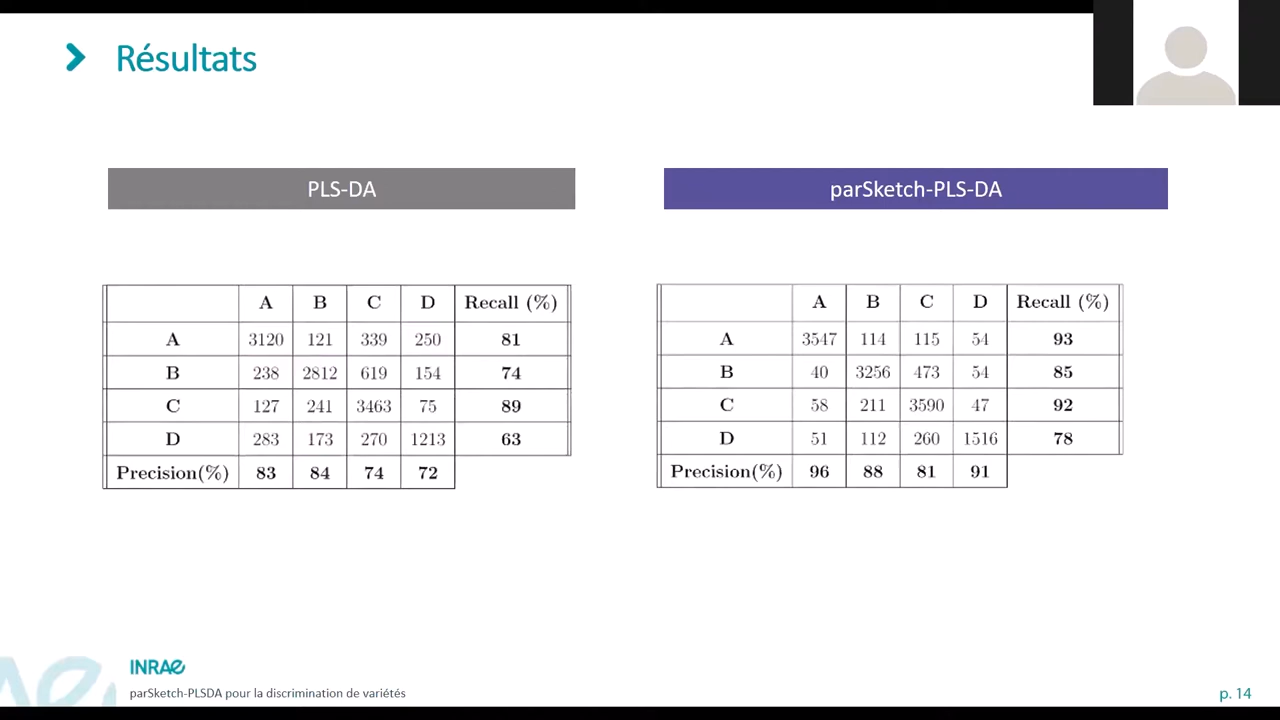 Résultats
PLS-DA
A B C D Recall (%)
A 3120 121 339 250 81
B 238 2812 619 154 74
C 127 241 3463 75 89
D 283 173 270 1213 63
Precision(%) 83 84 74 72
parSketch-PLS-DA
A B C D Recall (%)
A 3547 114 115 54 93
B 40 3256 473 54 85
C 58 211 3590 47 92
D 51 112 260 1516 78
Precision(%) 96 88 81 91
INRAE
parSketch-PLSDA pour la discrimination de variétés
p. 14